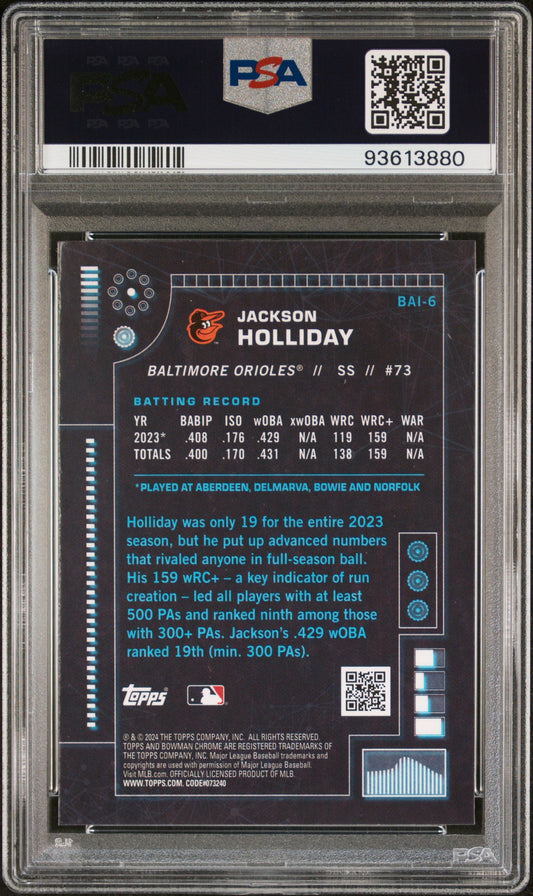 PSA PSA PSA
PSA
PSA PSA PSA
PSA
93613880
BAI-6
JACKSON
HOLLIDAY
BALTIMORE ORIOLES® // SS // #73
BATTING RECORD
YR BABIP ISO wOBA xwOBA WRC WRC+ WAR
2023* .408 .176 .429 N/A 119 159 N/A
TOTALS .400 .170 .431 N/A 138 159 N/A
*PLAYED AT ABERDEEN, DELMARVA, BOWIE AND NORFOLK
Holliday was only 19 for the entire 2023
season, but he put up advanced numbers
that rivaled anyone in full-season ball.
His 159 wRC+ – a key indicator of run
creation – led all players with at least
500 PAs and ranked ninth among those
with 300+ PAs. Jackson's .429 wOBA
ranked 19th (min. 300 PAs).
TOPPS®
℗ & © 2024 THE TOPPS COMPANY, INC. ALL RIGHTS RESERVED.
TOPPS AND BOWMAN CHROME ARE REGISTERED TRADEMARKS OF
THE TOPPS COMPANY, INC. Major League Baseball trademarks and
copyrights are used with permission of Major League Baseball.
Visit MLB.com. OFFICIALLY LICENSED PRODUCT OF MLB.
WWW.TOPPS.COM. CODE#073240
PSA